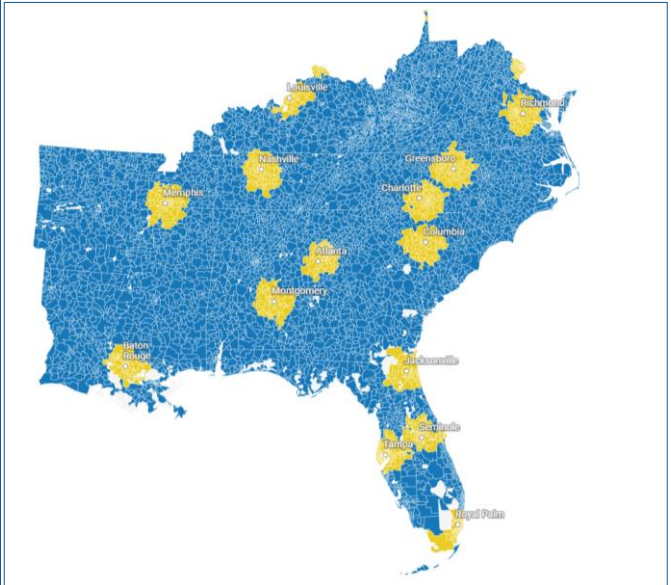 Louisville
Richmond
Nashville
Greensboro
Charlotte
Memphis
Columbia
Atlanta
Montgomery
Baton
Rouge
Jacksonville
Seminole
Tampa
Royal Palm